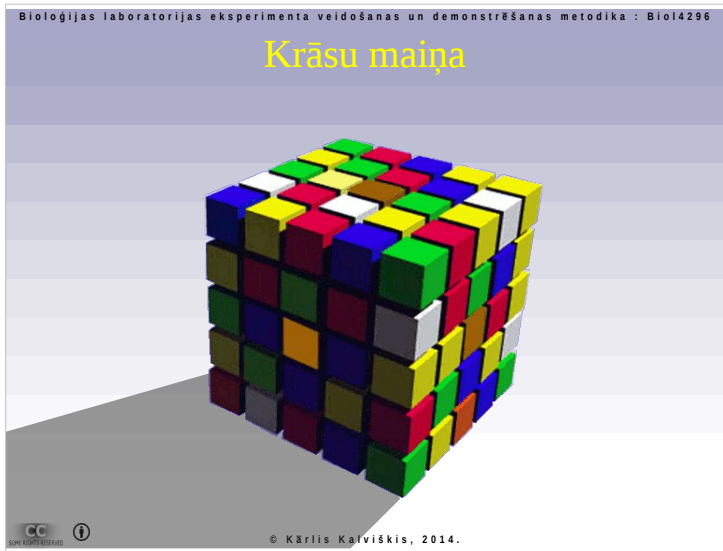 Bioloģijas laboratorijas eksperimenta veidošanas un demonstrēšanas metodika : Biol4296
Krāsu maiņa
CC
SOME RIGHTS RESERVED
© Kārlis Kalviškis, 2014.